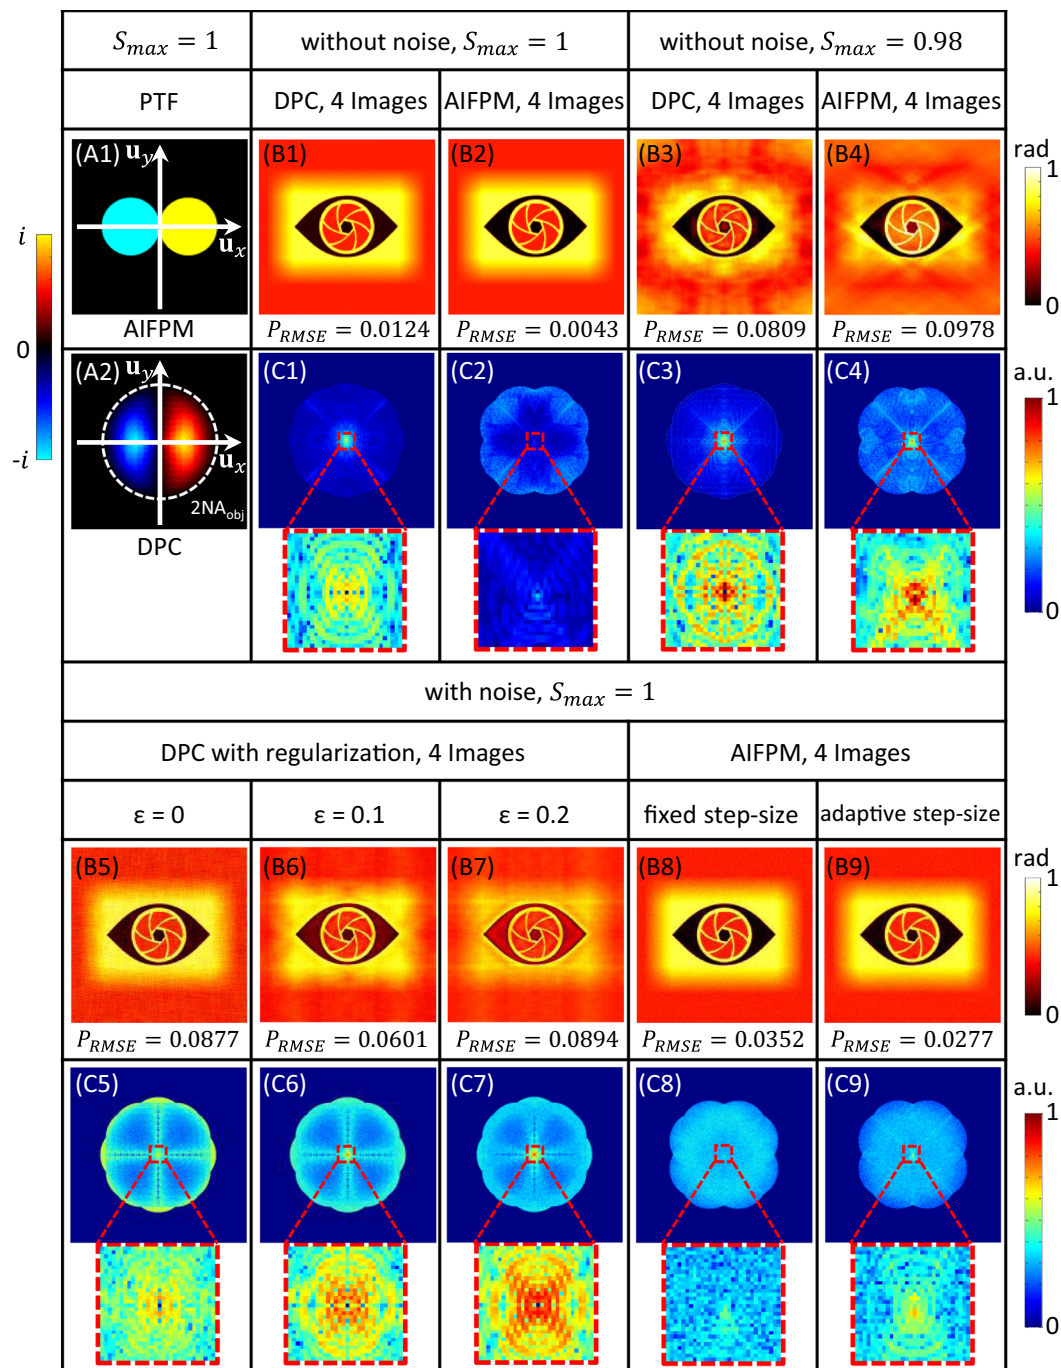 S_max = 1
without noise, S_max = 1
without noise, S_max = 0.98
PTF
DPC, 4 Images
AIFPM, 4 Images
DPC, 4 Images
AIFPM, 4 Images
(A1)
u_y
u_x
AIFPM
(B1)
P_RMSE = 0.0124
(B2)
P_RMSE = 0.0043
(B3)
P_RMSE = 0.0809
(B4)
P_RMSE = 0.0978
rad
1
0
i
0
-i
(A2)
u_y
u_x
2NA_obj
DPC
(C1)
(C2)
(C3)
(C4)
a.u.
1
0
with noise, S_max = 1
DPC with regularization, 4 Images
AIFPM, 4 Images
ε = 0
ε = 0.1
ε = 0.2
fixed step-size
adaptive step-size
(B5)
P_RMSE = 0.0877
(B6)
P_RMSE = 0.0601
(B7)
P_RMSE = 0.0894
(B8)
P_RMSE = 0.0352
(B9)
P_RMSE = 0.0277
rad
1
0
(C5)
(C6)
(C7)
(C8)
(C9)
a.u.
1
0